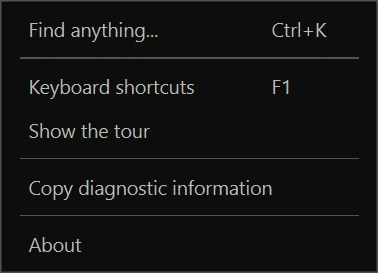 Find anything... Ctrl+K
Keyboard shortcuts F1
Show the tour
Copy diagnostic information
About